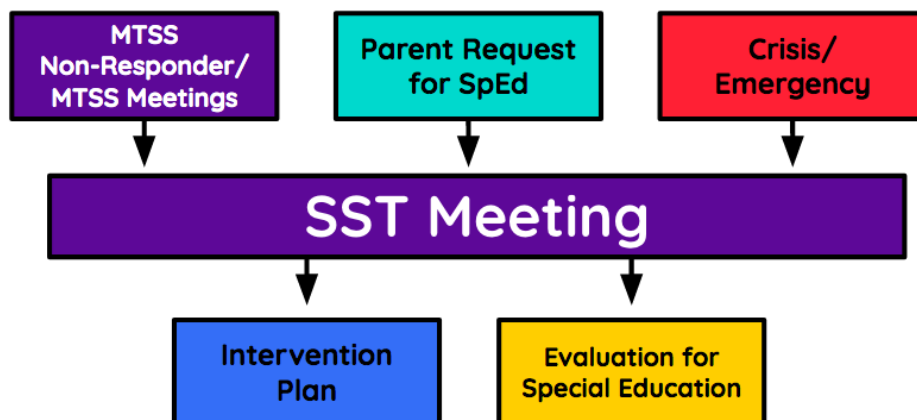 MTSS
Non-Responder/
MTSS Meetings
Parent Request
for SpEd
Crisis/
Emergency
SST Meeting
Intervention
Plan
Evaluation for
Special Education